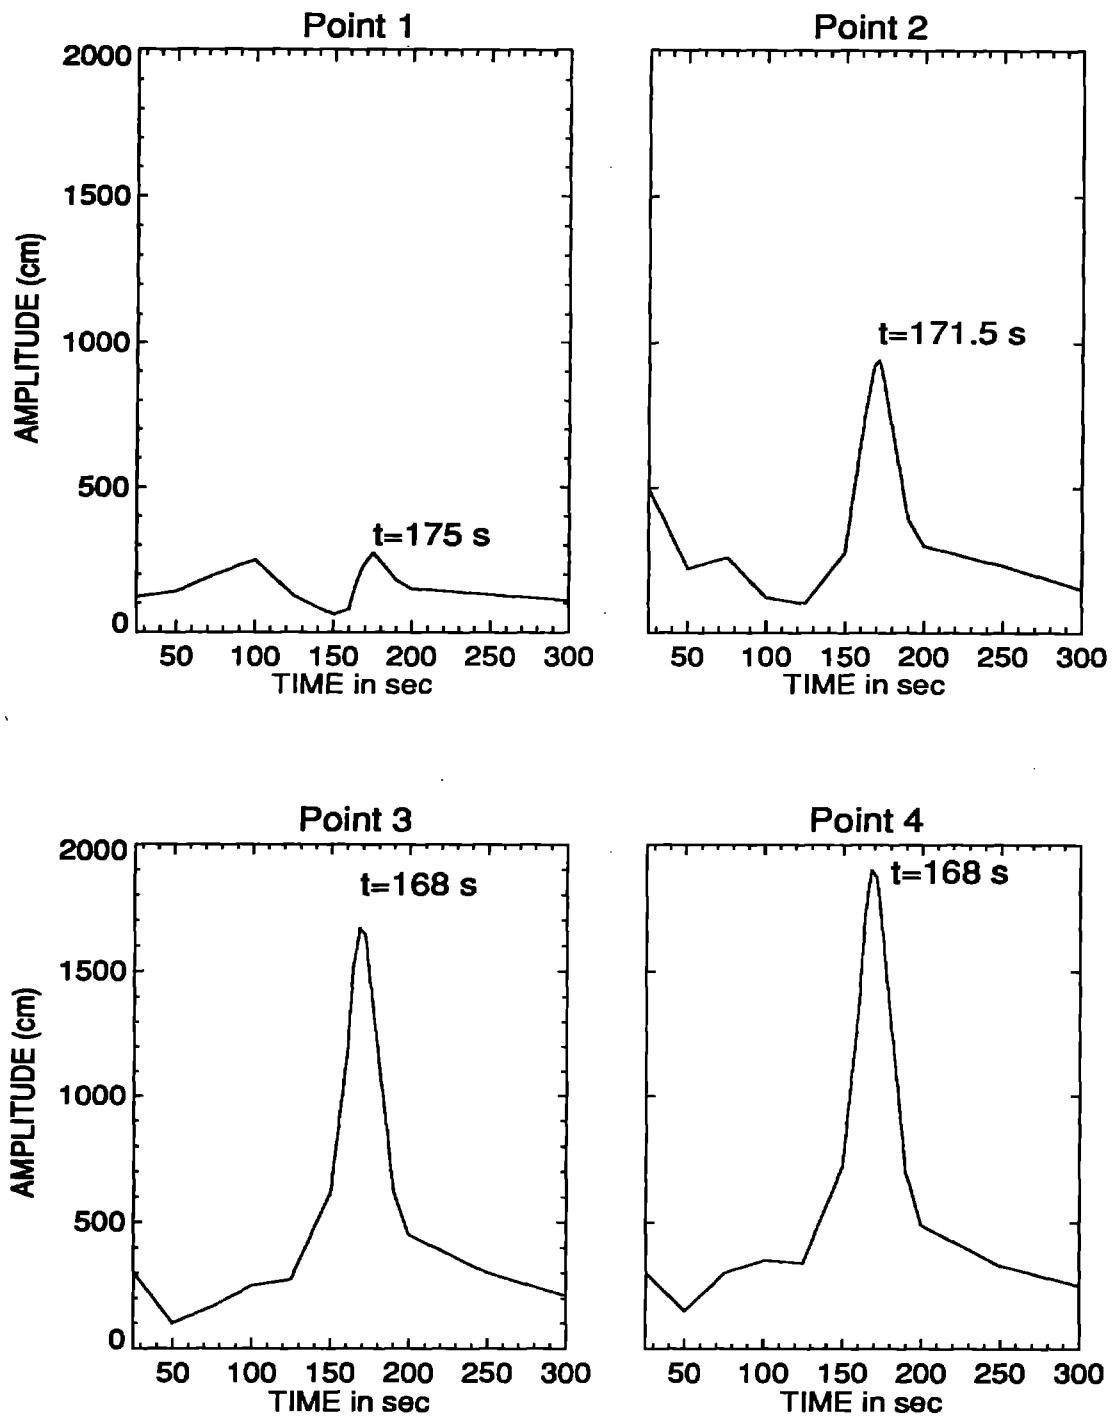 Point 1
Point 2
2000
1500
1000
500
0
AMPLITUDE (cm)
t=175 s
t=171.5 s
50 100 150 200 250 300
TIME in sec
50 100 150 200 250 300
TIME in sec
Point 3
Point 4
2000
1500
1000
500
0
AMPLITUDE (cm)
t=168 s
t=168 s
50 100 150 200 250 300
TIME in sec
50 100 150 200 250 300
TIME in sec